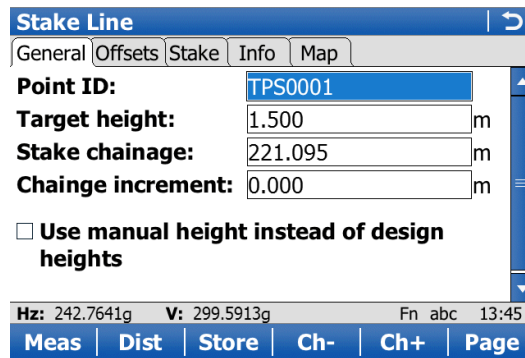 Stake Line
General Offsets Stake Info Map
Point ID: TPS0001
Target height: 1.500 m
Stake chainage: 221.095 m
Chainge increment: 0.000 m
Use manual height instead of design
heights
Hz: 242.7641g V: 299.5913g Fn abc 13:45
Meas Dist Store Ch- Ch+ Page